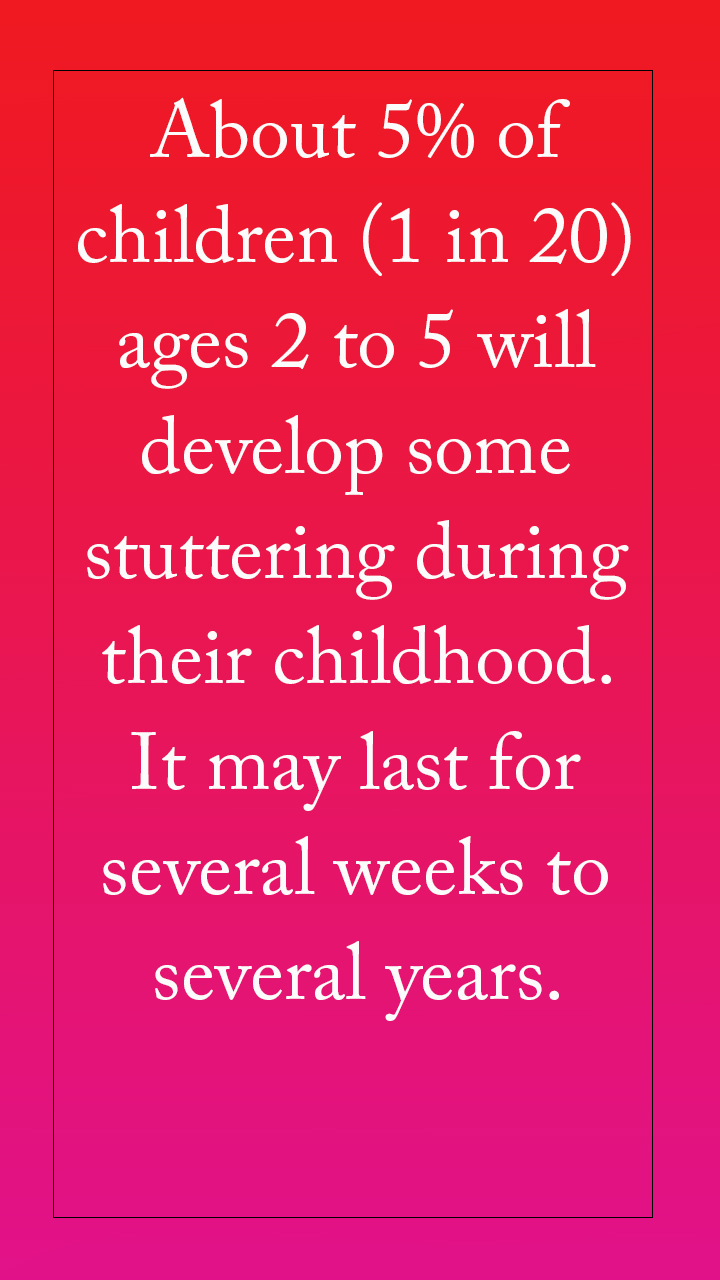 About 5% of
children (1 in 20)
ages 2 to 5 will
develop some
stuttering during
their childhood.
It may last for
several weeks to
several years.